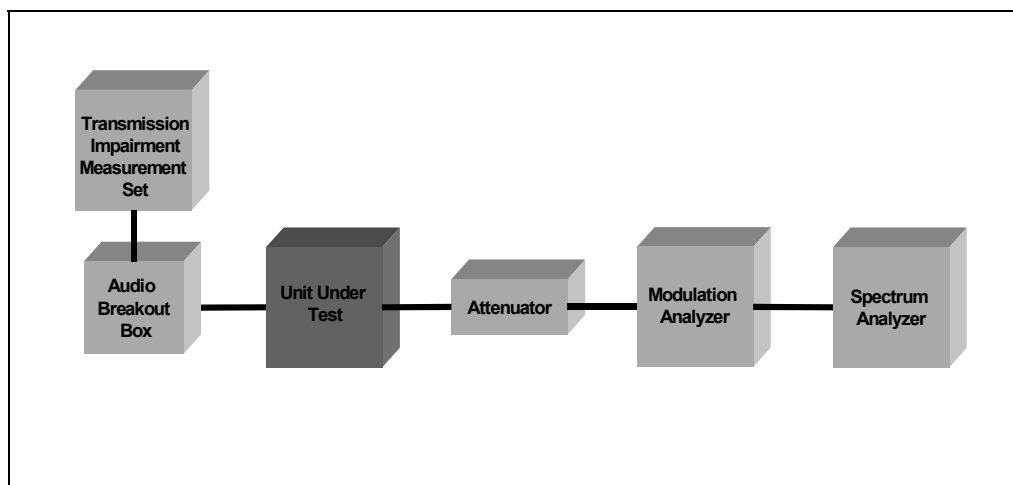 Transmission
Impairment
Measurement
Set
Audio
Breakout
Box
Unit Under
Test
Attenuator
Modulation
Analyzer
Spectrum
Analyzer